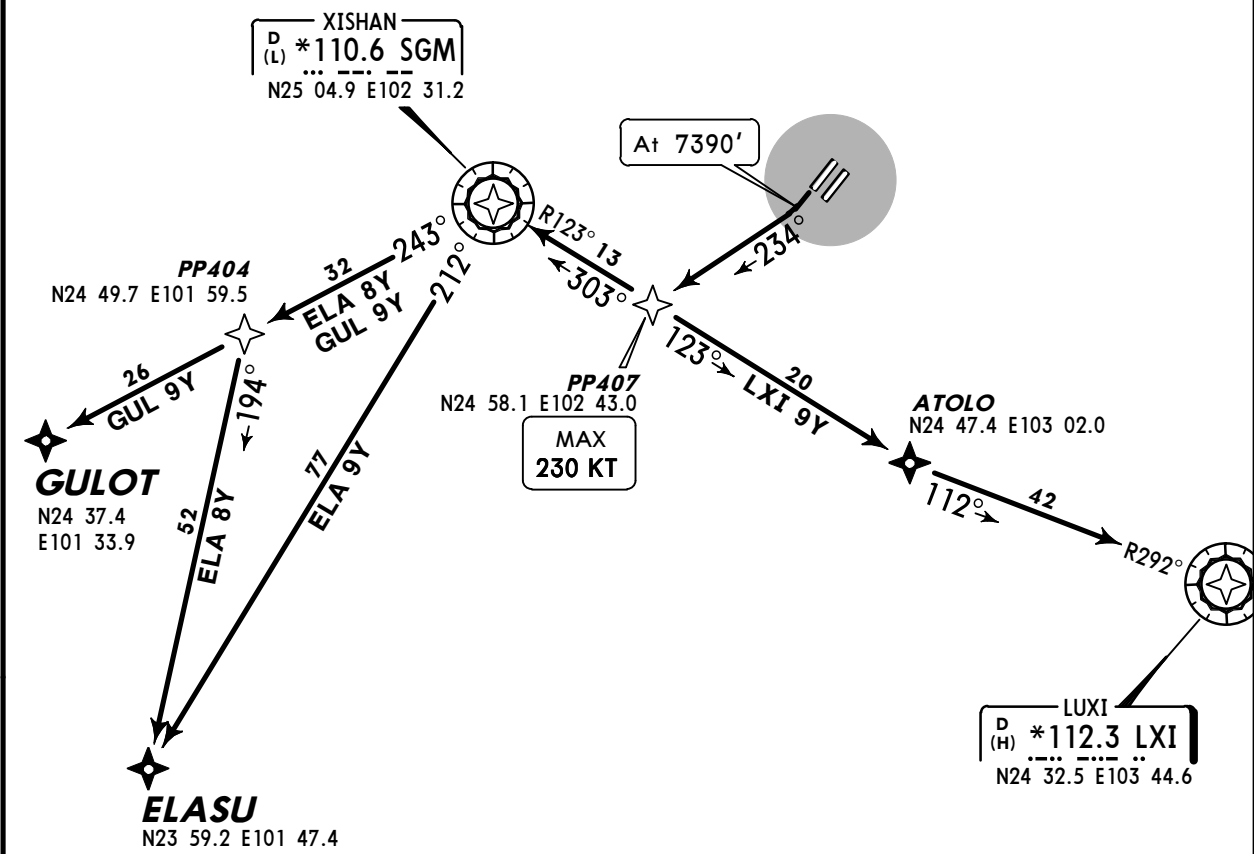 XISHAN
D
(L)
*110.6 SGM
N25 04.9 E102 31.2
At 7390'
234°
R123°
13
303°
243°
212°
32
ELA 8Y
GUL 9Y
PP404
N24 49.7 E101 59.5
26
GUL 9Y
194°
52
ELA 8Y
77
ELA 9Y
GULOT
N24 37.4
E101 33.9
PP407
N24 58.1 E102 43.0
MAX
230 KT
123°
20
LXI 9Y
ATOLO
N24 47.4 E103 02.0
112°
42
R292°
LUXI
D
(H)
*112.3 LXI
N24 32.5 E103 44.6
ELASU
N23 59.2 E101 47.4